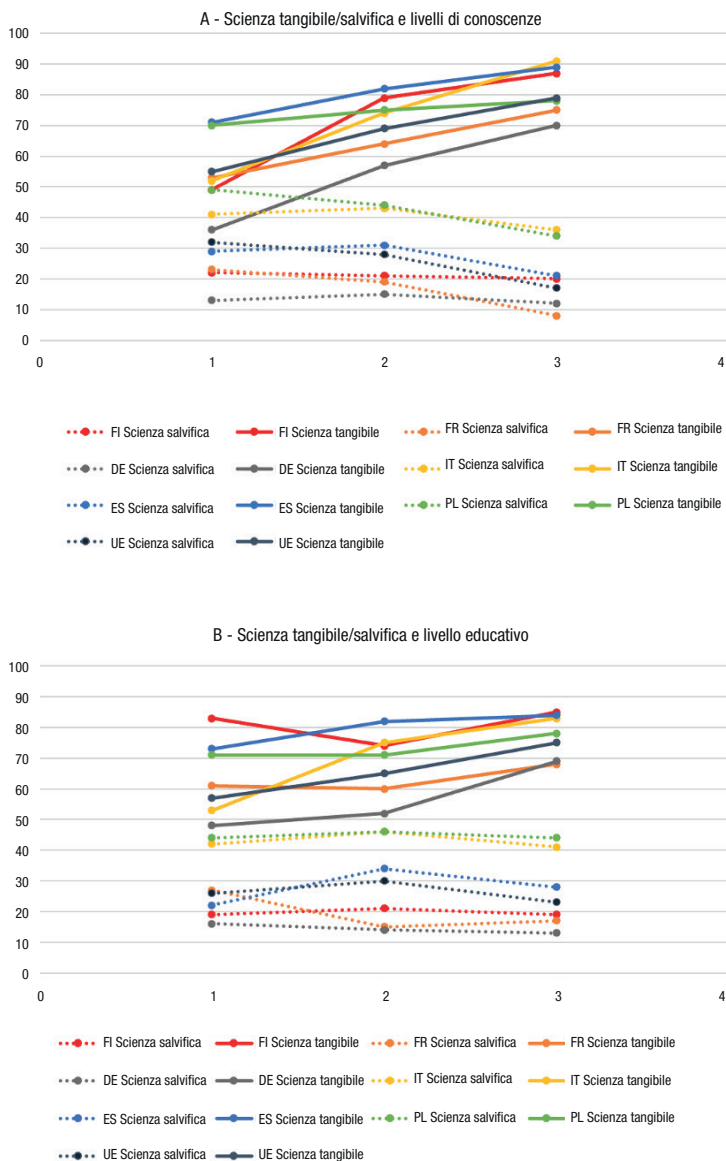 A - Scienza tangibile/salvifica e livelli di conoscenze
100
90
80
70
60
50
40
30
20
10
0
0 1 2 3 4
FI Scienza salvifica FI Scienza tangibile FR Scienza salvifica FR Scienza tangibile
DE Scienza salvifica DE Scienza tangibile IT Scienza salvifica IT Scienza tangibile
ES Scienza salvifica ES Scienza tangibile PL Scienza salvifica PL Scienza tangibile
UE Scienza salvifica UE Scienza tangibile
B - Scienza tangibile/salvifica e livello educativo
100
90
80
70
60
50
40
30
20
10
0
0 1 2 3 4
FI Scienza salvifica FI Scienza tangibile FR Scienza salvifica FR Scienza tangibile
DE Scienza salvifica DE Scienza tangibile IT Scienza salvifica IT Scienza tangibile
ES Scienza salvifica ES Scienza tangibile PL Scienza salvifica PL Scienza tangibile
UE Scienza salvifica UE Scienza tangibile